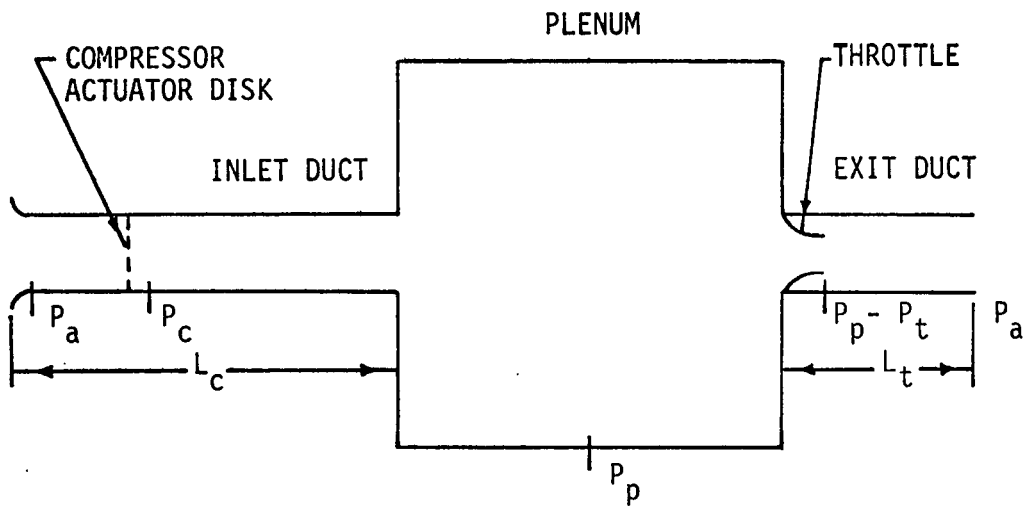 PLENUM
COMPRESSOR
ACTUATOR DISK
THROTTLE
INLET DUCT
EXIT DUCT
P_a
P_c
P_p - P_t
P_a
L_c
L_t
P_p